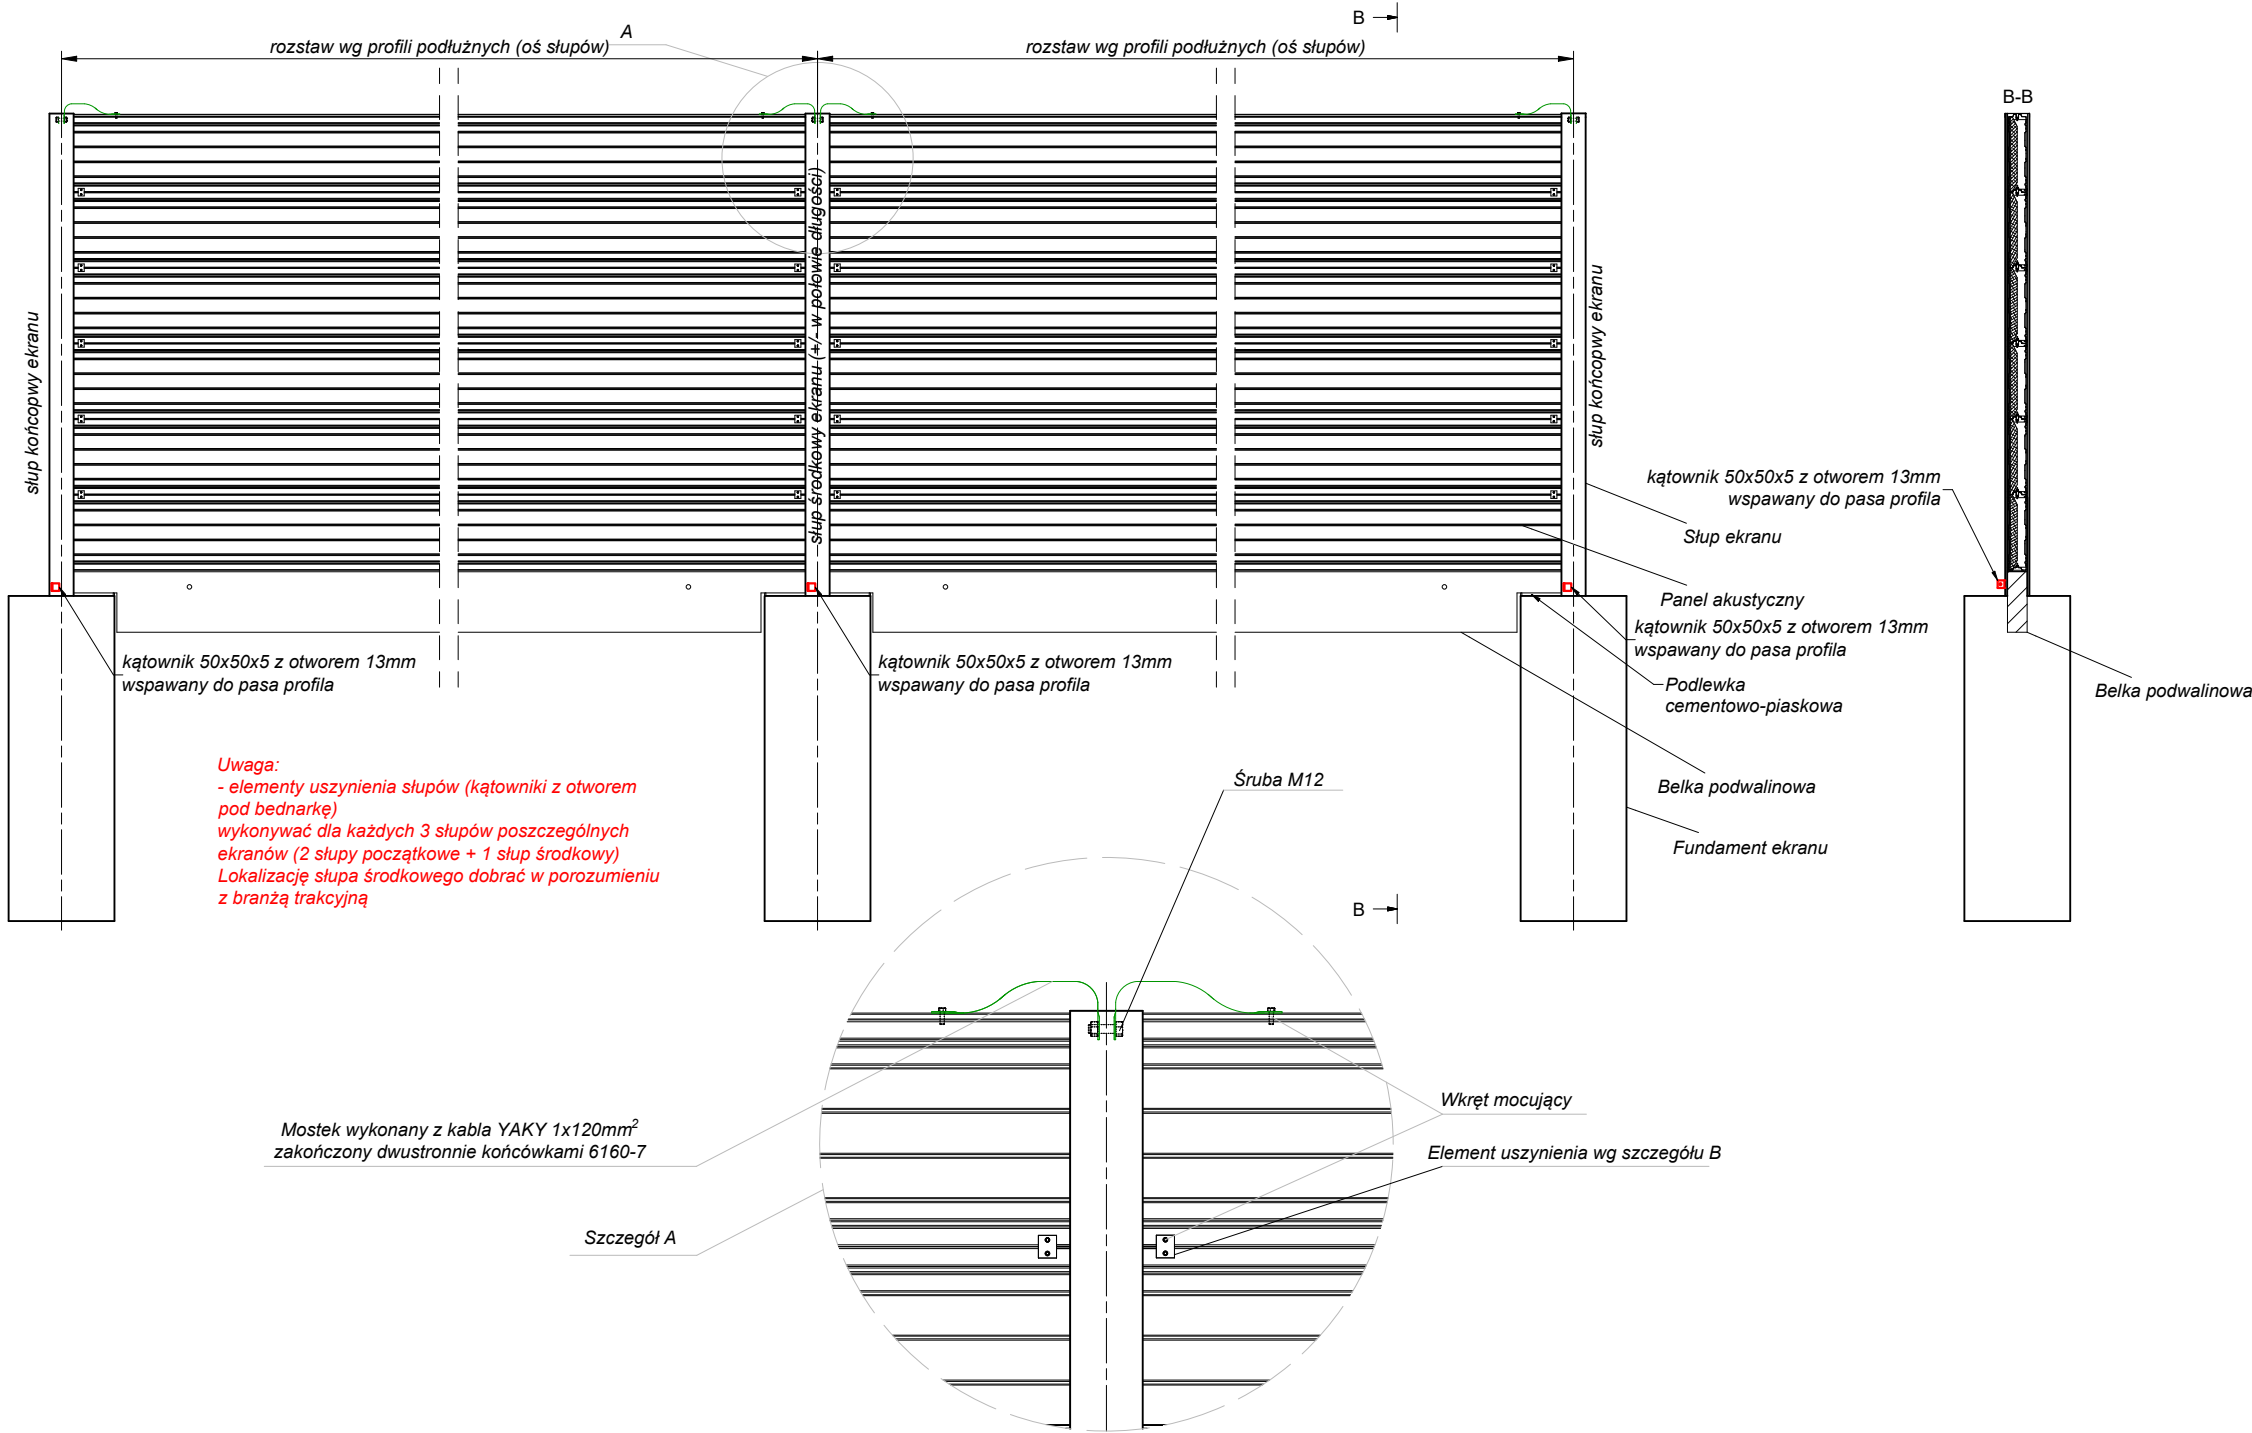 B
A
rozstaw wg profili podłużnych (oś słupów)
rozstaw wg profili podłużnych (oś słupów)
B-B
słup końcopwy ekranu
słup środkowy ekranu (+/- w połowie długości)
słup końcopwy ekranu
kątownik 50x50x5 z otworem 13mm
wspawany do pasa profila
Słup ekranu
Panel akustyczny
kątownik 50x50x5 z otworem 13mm
wspawany do pasa profila
kątownik 50x50x5 z otworem 13mm
wspawany do pasa profila
kątownik 50x50x5 z otworem 13mm
wspawany do pasa profila
Podlewka
cementowo-piaskowa
Belka podwalinowa
Belka podwalinowa
Fundament ekranu
Uwaga:
- elementy uszynienia słupów (kątowniki z otworem
pod bednarkę)
wykonywać dla każdych 3 słupów poszczególnych
ekranów (2 słupy początkowe + 1 słup środkowy)
Lokalizację słupa środkowego dobrać w porozumieniu
z branżą trakcyjną
Śruba M12
B
Mostek wykonany z kabla YAKY 1x120mm²
zakończony dwustronnie końcówkami 6160-7
Wkręt mocujący
Element uszynienia wg szczegółu B
Szczegół A